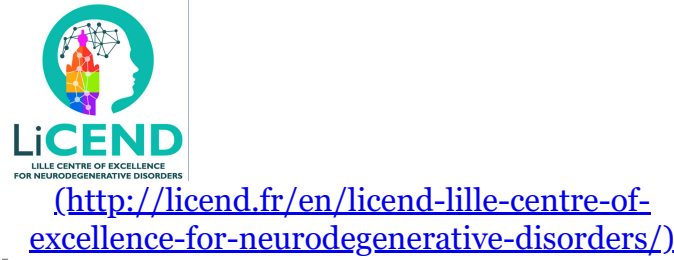 LiCEND
LILLE CENTRE OF EXCELLENCE
FOR NEURODEGENERATIVE DISORDERS
(http://licend.fr/en/licend-lille-centre-of-
excellence-for-neurodegenerative-disorders/)